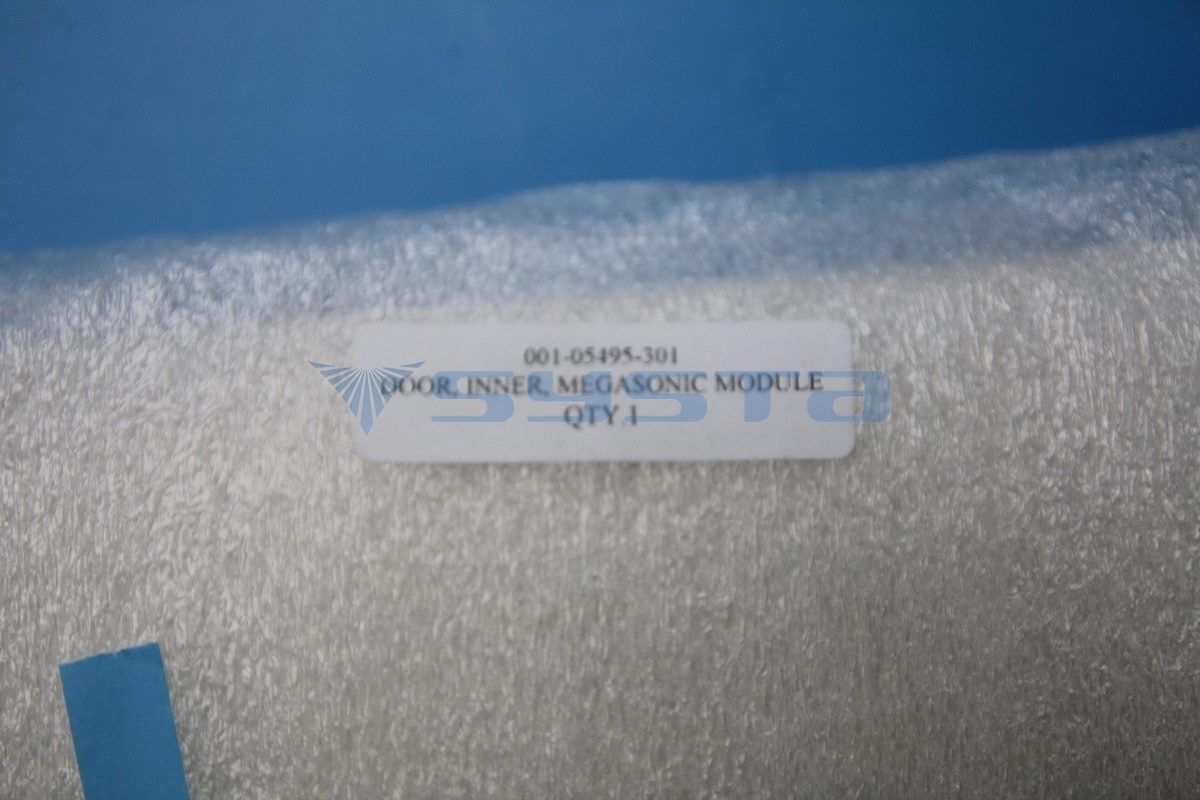 001-05495-301
DOOR, INNER, MEGASONIC MODULE
QTY 1
systa